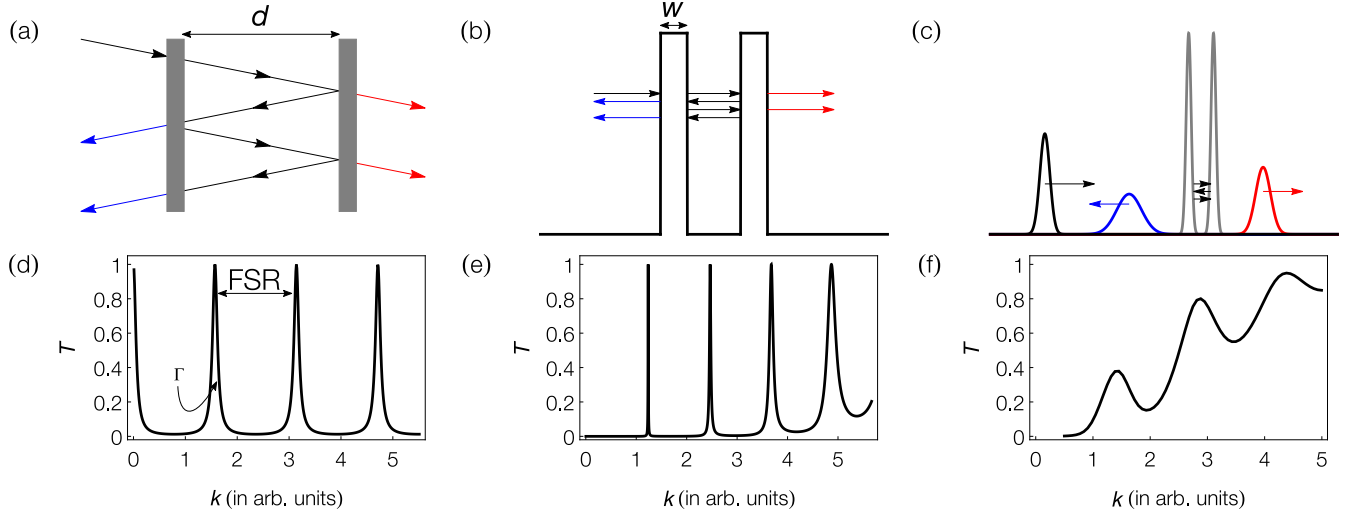 (a)
d
(b)
w
(c)
(d)
1
0.8
0.6
0.4
0.2
0
T
FSR
Γ
0 1 2 3 4 5
k (in arb. units)
(e)
1
0.8
0.6
0.4
0.2
0
T
0 1 2 3 4 5
k (in arb. units)
(f)
1
0.8
0.6
0.4
0.2
0
T
0 1 2 3 4 5
k (in arb. units)